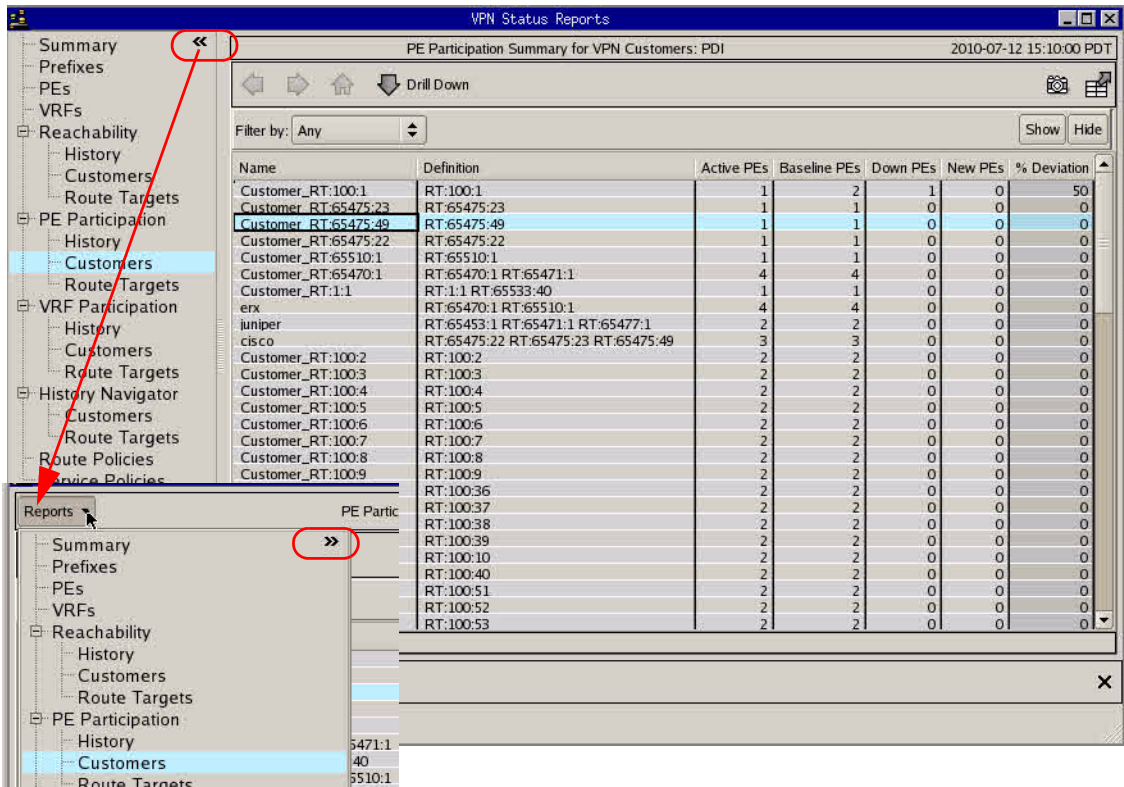 VPN Status Reports
Summary
Prefixes
PEs
VRFs
Reachability
History
Customers
Route Targets
PE Participation
History
Customers
Route Targets
VRF Participation
History
Customers
Route Targets
History Navigator
Customers
Route Targets
Route Policies
Service Policies
PE Participation Summary for VPN Customers: PDI 2010-07-12 15:10:00 PDT
Drill Down
Filter by: Any Show Hide
Name Definition Active PEs Baseline PEs Down PEs New PEs % Deviation
Customer_RT:100:1 RT:100:1 1 2 1 0 50
Customer_RT:65475:23 RT:65475:23 1 1 0 0 0
Customer_RT:65475:49 RT:65475:49 1 1 0 0 0
Customer_RT:65475:22 RT:65475:22 1 1 0 0 0
Customer_RT:65510:1 RT:65510:1 1 1 0 0 0
Customer_RT:65470:1 RT:65470:1 RT:65471:1 4 4 0 0 0
Customer_RT:1:1 RT:1:1 RT:65533:40 1 1 0 0 0
erx RT:65470:1 RT:65510:1 4 4 0 0 0
juniper RT:65453:1 RT:65471:1 RT:65477:1 2 2 0 0 0
cisco RT:65475:22 RT:65475:23 RT:65475:49 3 3 0 0 0
Customer_RT:100:2 RT:100:2 2 2 0 0 0
Customer_RT:100:3 RT:100:3 2 2 0 0 0
Customer_RT:100:4 RT:100:4 2 2 0 0 0
Customer_RT:100:5 RT:100:5 2 2 0 0 0
Customer_RT:100:6 RT:100:6 2 2 0 0 0
Customer_RT:100:7 RT:100:7 2 2 0 0 0
Customer_RT:100:8 RT:100:8 2 2 0 0 0
Customer_RT:100:9 RT:100:9 2 2 0 0 0
RT:100:36 2 2 0 0 0
RT:100:37 2 2 0 0 0
RT:100:38 2 2 0 0 0
RT:100:39 2 2 0 0 0
RT:100:10 2 2 0 0 0
RT:100:40 2 2 0 0 0
RT:100:51 2 2 0 0 0
RT:100:52 2 2 0 0 0
RT:100:53 2 2 0 0 0
Reports PE Partic
Summary
Prefixes
PEs
VRFs
Reachability
History
Customers
Route Targets
PE Participation
History
Customers
Route Targets
5471:1
40
5510:1